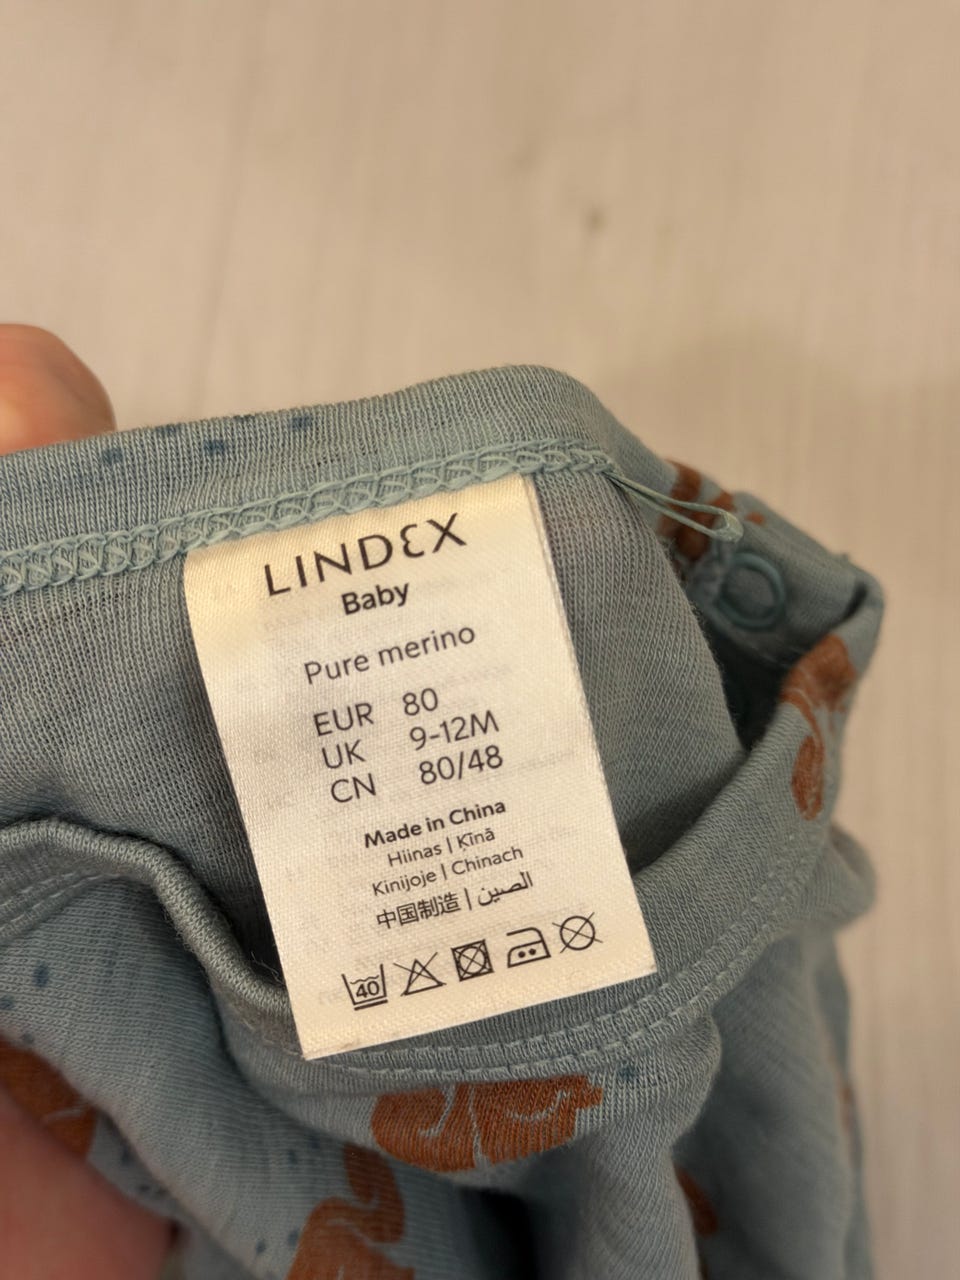 LINDEX
Baby
Pure merino
EUR 80
UK 9-12M
CN 80/48
Made in China
Hiinas | Ķīnā
Kinijoje | Chinach
中国制造 | الصين
40